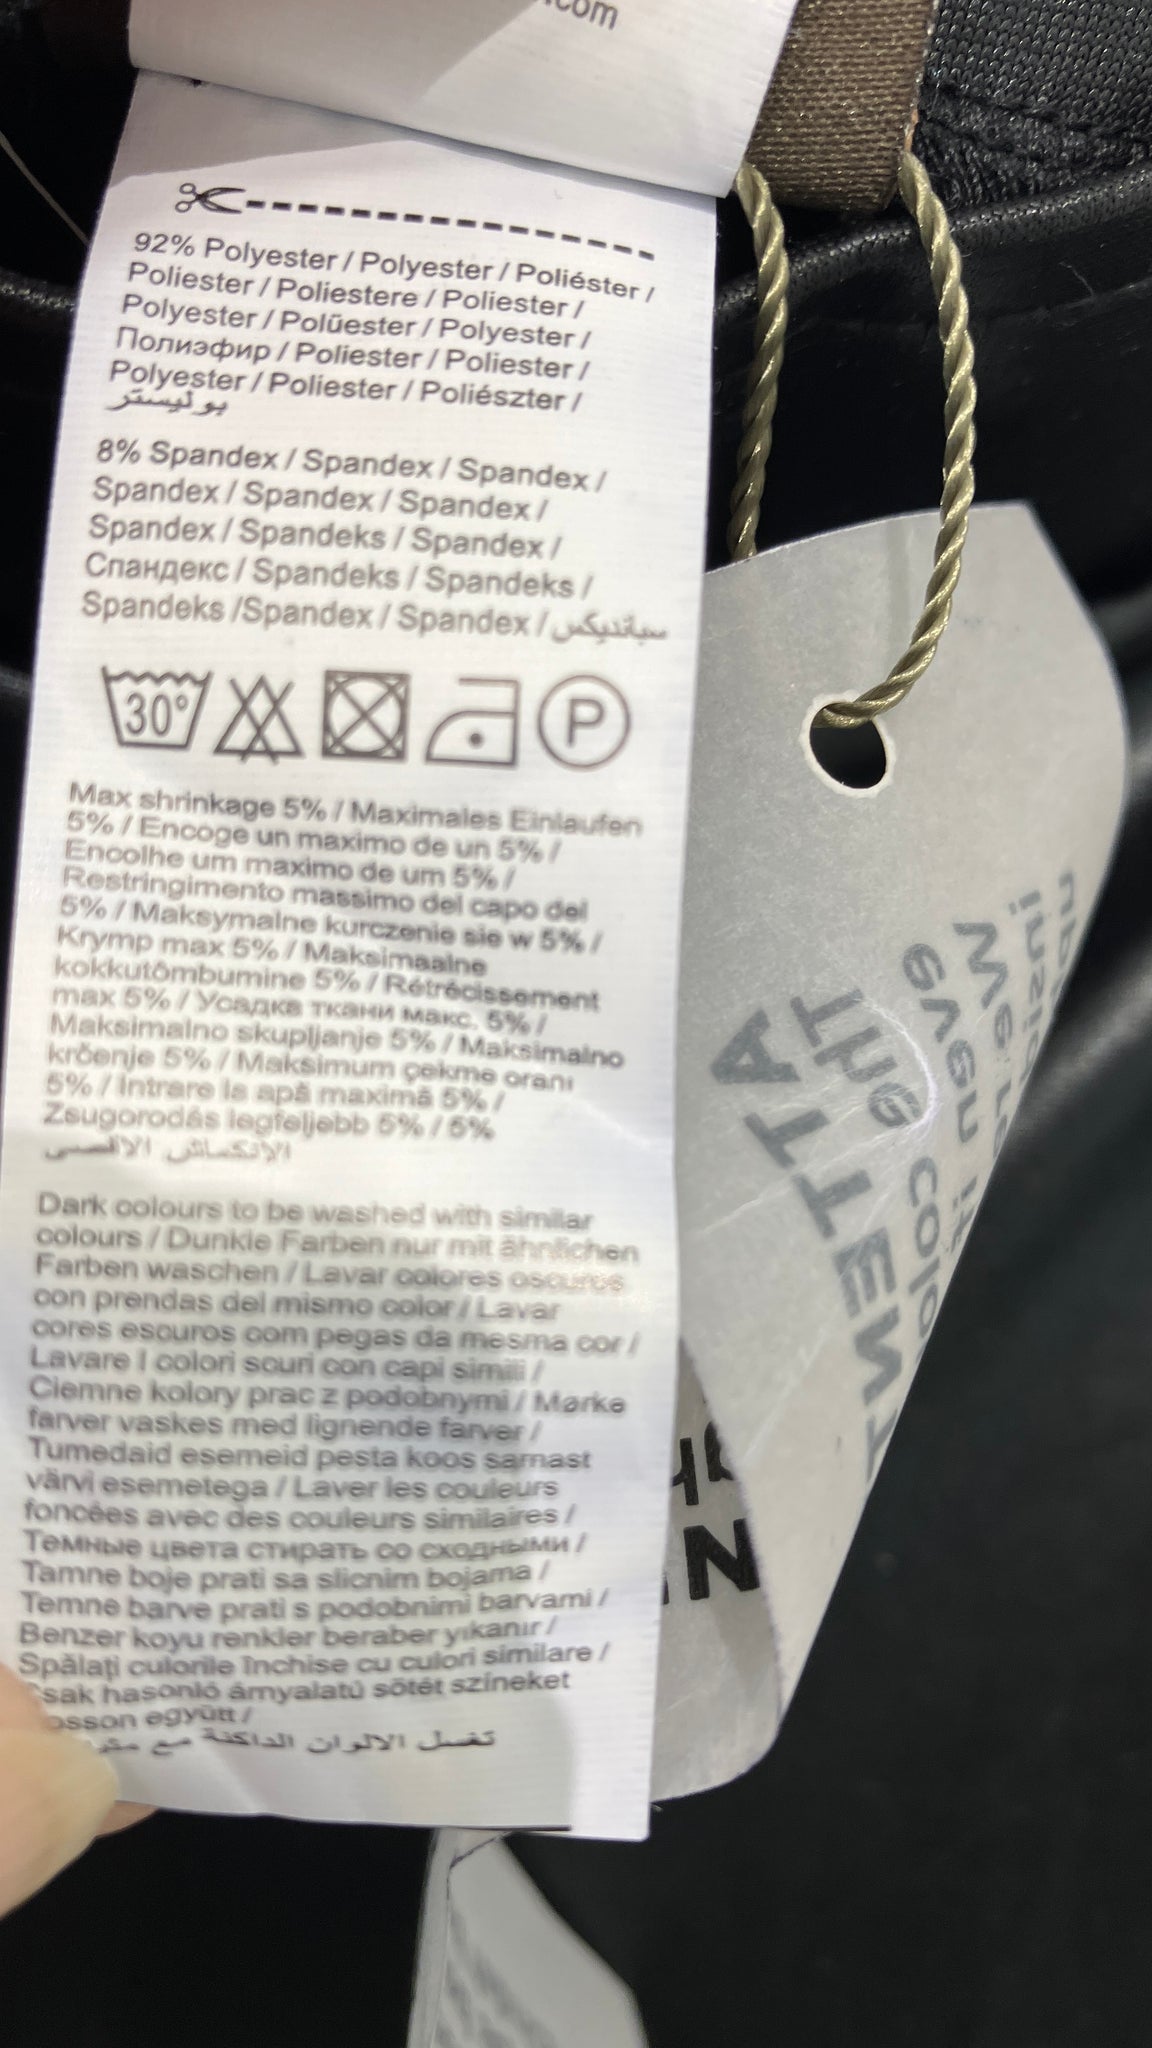 .com
92% Polyester / Polyester / Poliéster /
Poliester / Poliestere / Poliester /
Polyester / Polüester / Polyester /
Полиэфир / Poliester / Poliester /
Polyester / Poliester / Poliészter /
بوليستر
8% Spandex / Spandex / Spandex /
Spandex / Spandex / Spandex /
Spandex / Spandeks / Spandex /
Спандекс / Spandeks / Spandeks /
Spandeks /Spandex / Spandex / سباندیکس
30°
P
Max shrinkage 5% / Maximales Einlaufen
5% / Encoge un maximo de un 5% /
Encolhe um maximo de um 5% /
Restringimento massimo del capo del
5% / Maksymalne kurczenie sie w 5% /
Krymp max 5% / Maksimaalne
kokkutõmbumine 5% / Rétrécissement
max 5% / Усадка ткани макс. 5% /
Maksimalno skupljanje 5% / Maksimalno
krčenje 5% / Maksimum çekme oranı
5% / Intrare la apă maximă 5% /
Zsugorodás legfeljebb 5% / 5%
الانكماش الاقصى
Dark colours to be washed with similar
colours / Dunkle Farben nur mit ähnlichen
Farben waschen / Lavar colores oscuros
con prendas del mismo color / Lavar
cores escuros com pegas da mesma cor /
Lavare I colori scuri con capi simili /
Ciemne kolory prac z podobnymi / Mørke
farver vaskes med lignende farver /
Tumedaid esemeid pesta koos samast
värvi esemetega / Laver les couleurs
foncées avec des couleurs similaires /
Темные цвета стирать со сходными /
Tamne boje prati sa slicnim bojama /
Temne barve prati s podobnimi barvami /
Benzer koyu renkler beraber yıkanır /
Spălaţi culorile închise cu culori similare /
Csak hasonló árnyalatú sötét színeket
mosson együtt /
تغسل الالوان الداكنة مع